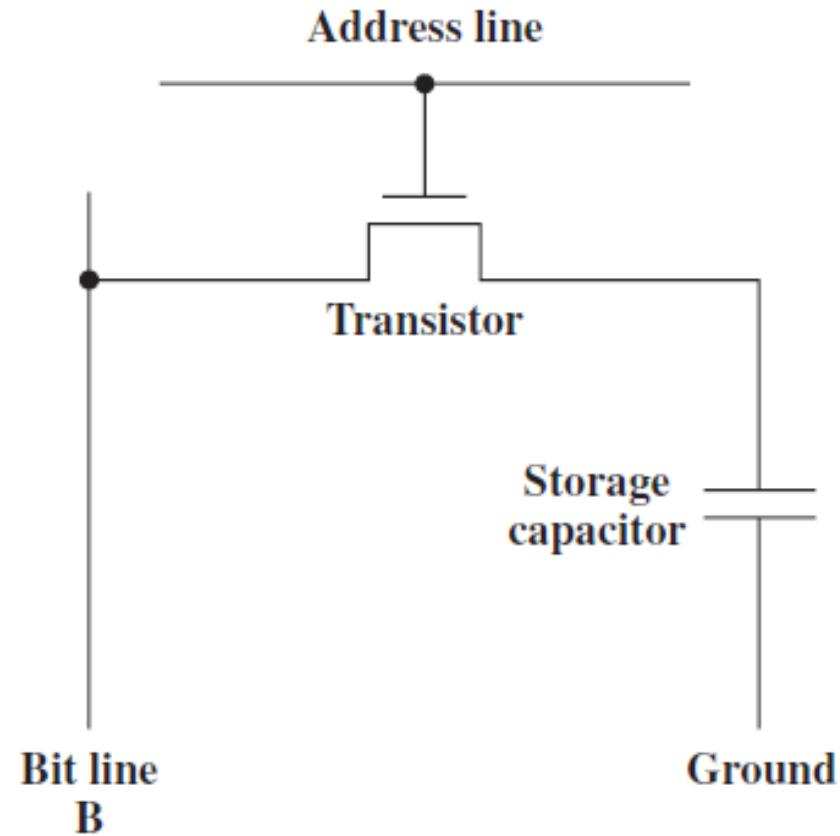 Address line
Transistor
Storage
capacitor
Bit line
B
Ground